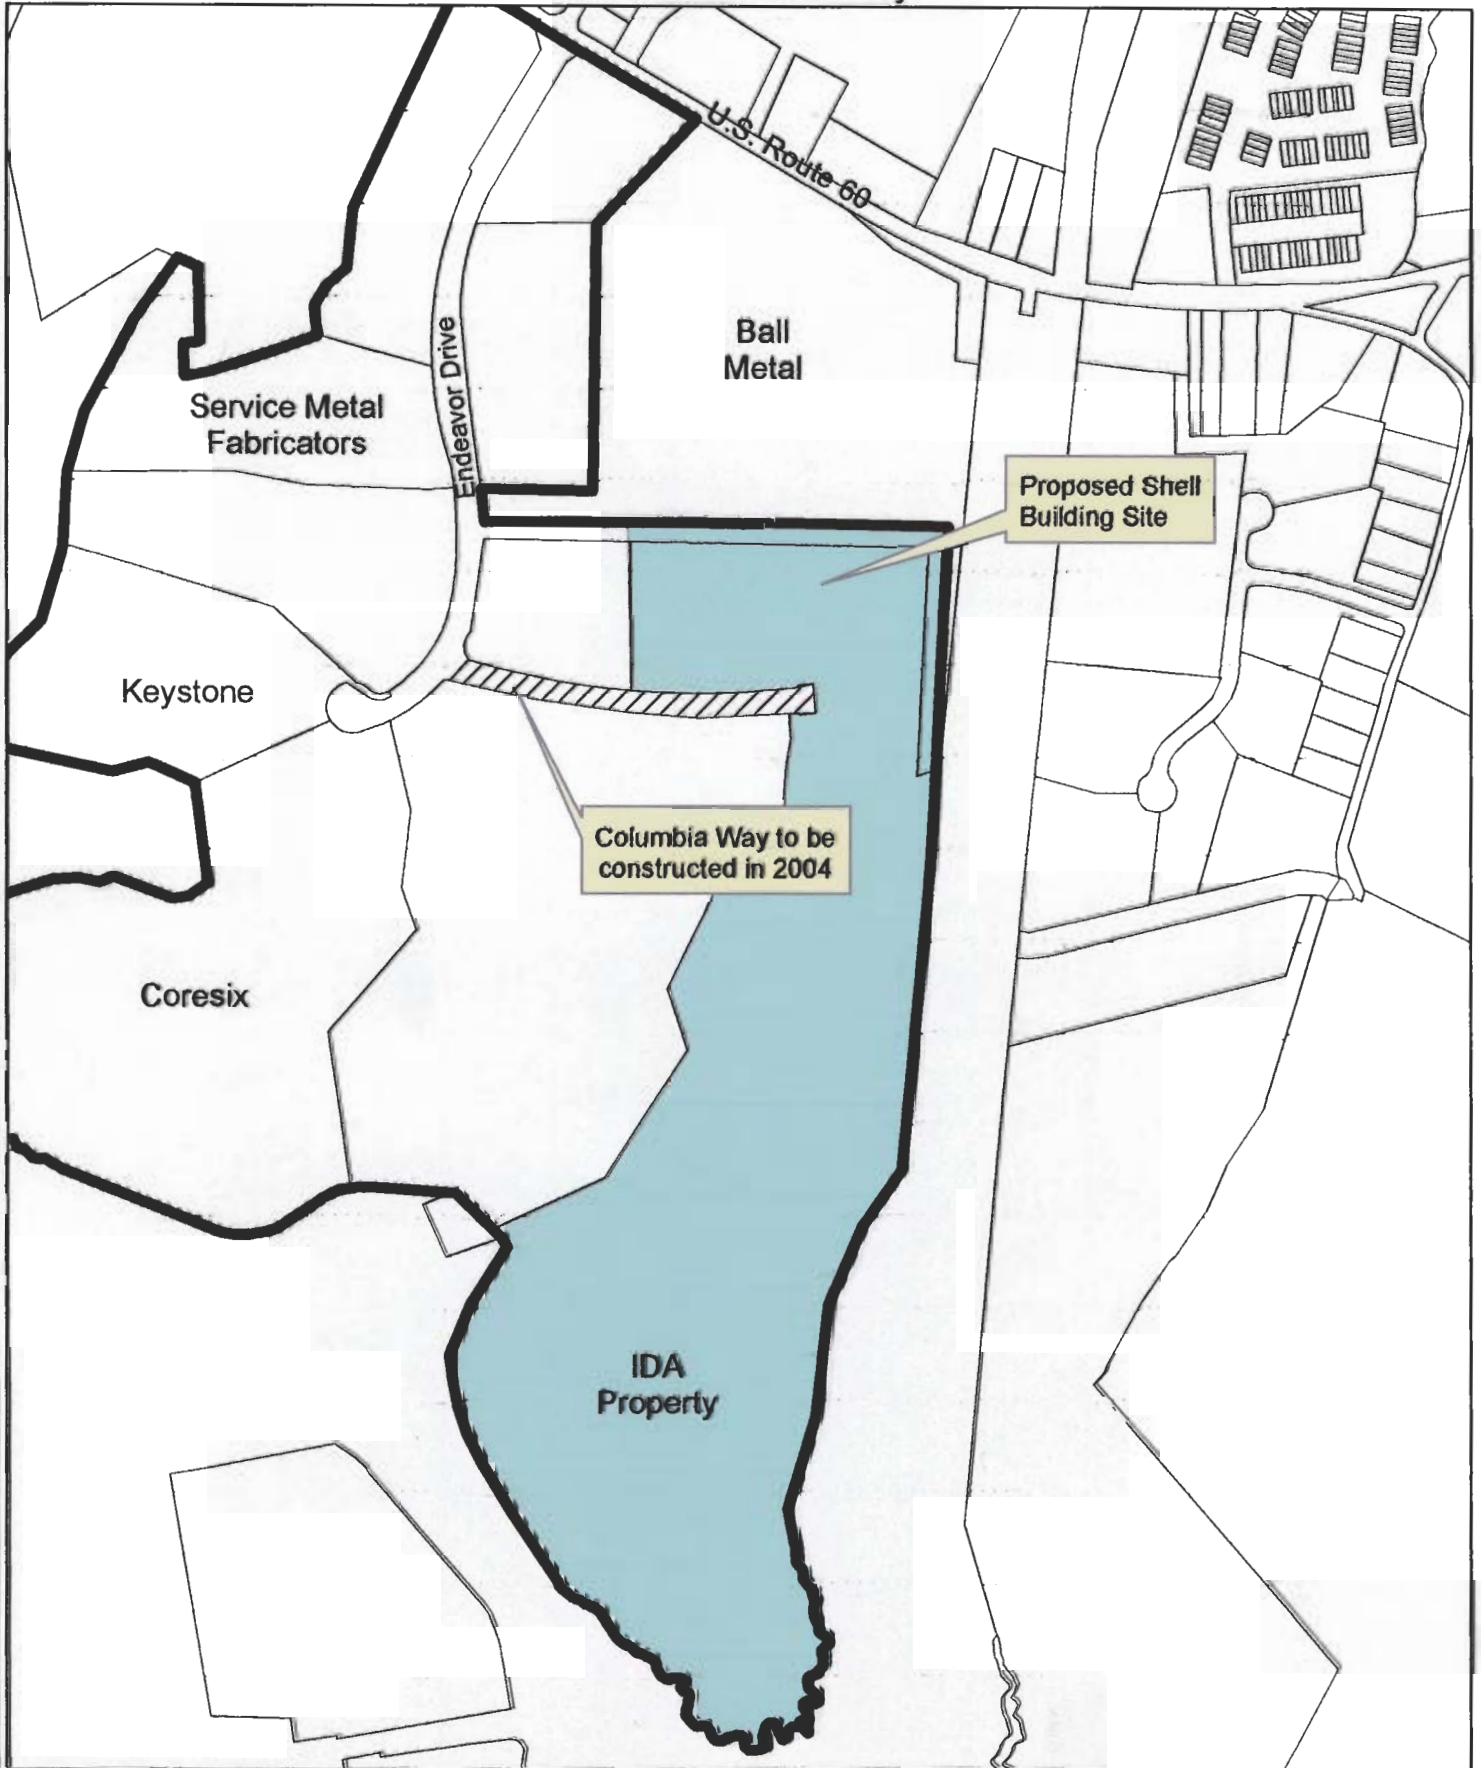 U.S. Route 60
Ball
Metal
Endeavor Drive
Service Metal
Fabricators
Proposed Shell
Building Site
Keystone
Columbia Way to be
constructed in 2004
Coresix
IDA
Property